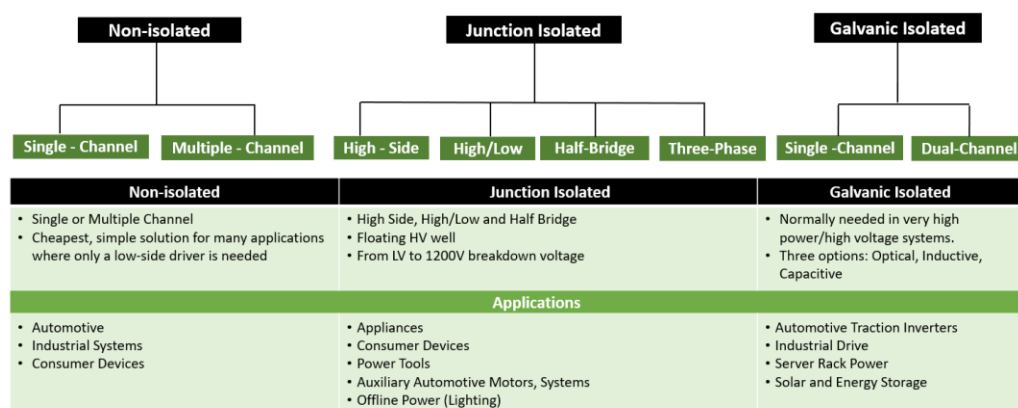 Non-isolated
Junction Isolated
Galvanic Isolated
Single - Channel
Multiple - Channel
High - Side
High/Low
Half-Bridge
Three-Phase
Single -Channel
Dual-Channel
Non-isolated
Junction Isolated
Galvanic Isolated
• Single or Multiple Channel
• Cheapest, simple solution for many applications
where only a low-side driver is needed
• High Side, High/Low and Half Bridge
• Floating HV well
• From LV to 1200V breakdown voltage
• Normally needed in very high
power/high voltage systems.
• Three options: Optical, Inductive,
Capacitive
Applications
• Automotive
• Industrial Systems
• Consumer Devices
• Appliances
• Consumer Devices
• Power Tools
• Auxiliary Automotive Motors, Systems
• Offline Power (Lighting)
• Automotive Traction Inverters
• Industrial Drive
• Server Rack Power
• Solar and Energy Storage